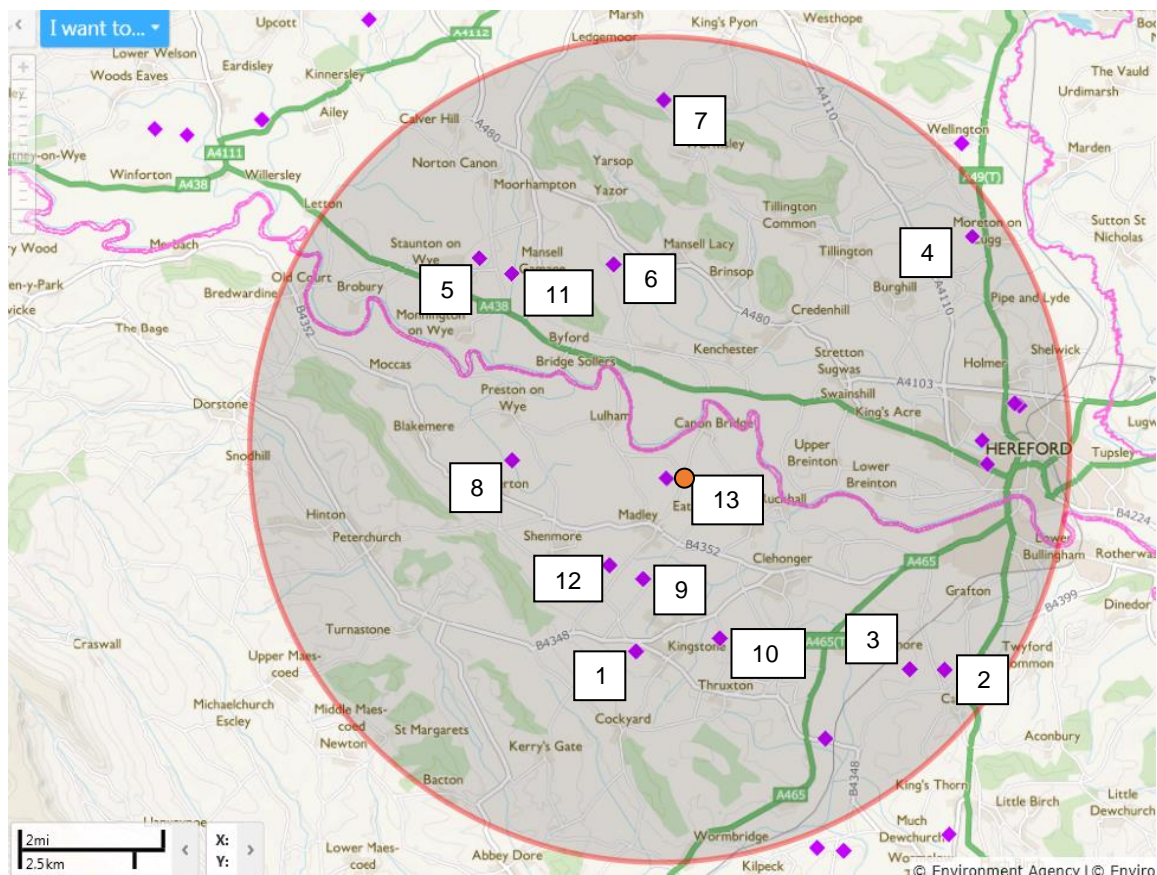 I want to...
Upcott
A4112
Marsh
King's Pyon
Westhope
Ledgemoor
Lower Welson
Woods Eaves
Eardisley
Kinnersley
The Vauld
Urdimarsh
Ailey
Calver Hill
A480
7
A4110
Wellington
Marden
A4111
Norton Canon
Yarsop
Winforton
A438
Willersley
Moorhampton
Yazor
A49(T)
Letton
Tillington
Common
Moreton on
Lugg
Sutton St
Nicholas
Merbach
Staunton on
Wye
Mansell
Mansell Lacy
Tillington
4
Old Court
Bredwardine
Brobury
5
11
6
Brinsop
Burghill
A4110
Pipe and Lyde
The Bage
B4352
A438
on Wye
Byford
A480
Credenhill
Moccas
Bridge Sollers
Kenchester
Stretton
Sugwas
Holmer
Shelwick
A4103
Dorstone
Preston on
Wye
Swainshill
King's Acre
Blakemere
Lulham
Canon Bridge
Snodhill
Upper
Breinton
HEREFORD
Tupsley
8
13
Lower
Breinton
Hinton
Madley
B4224
Peterchurch
Shenmore
B4352
Clehonger
Lower
Bullingham
12
9
A465
Grafton
B4399
Dinedor
Craswall
Turnastone
B4348
Kingstone
10
3
Twyford
Common
Upper Maes-
coed
1
Thruxton
2
Michaelchurch
Escley
Middle Maes-
coed
Newton
St Margarets
Cockyard
Kerry's Gate
Aconbury
Bacton
B4348
A465
King's Thorn
Little Birch
Little
Dewchurch
2mi
2.5km
X:
Y:
Lower Maes-
coed
Abbey Dore
Wormbridge
Kilpeck
Much
Dewchurch
© Environment Agency | © Enviro